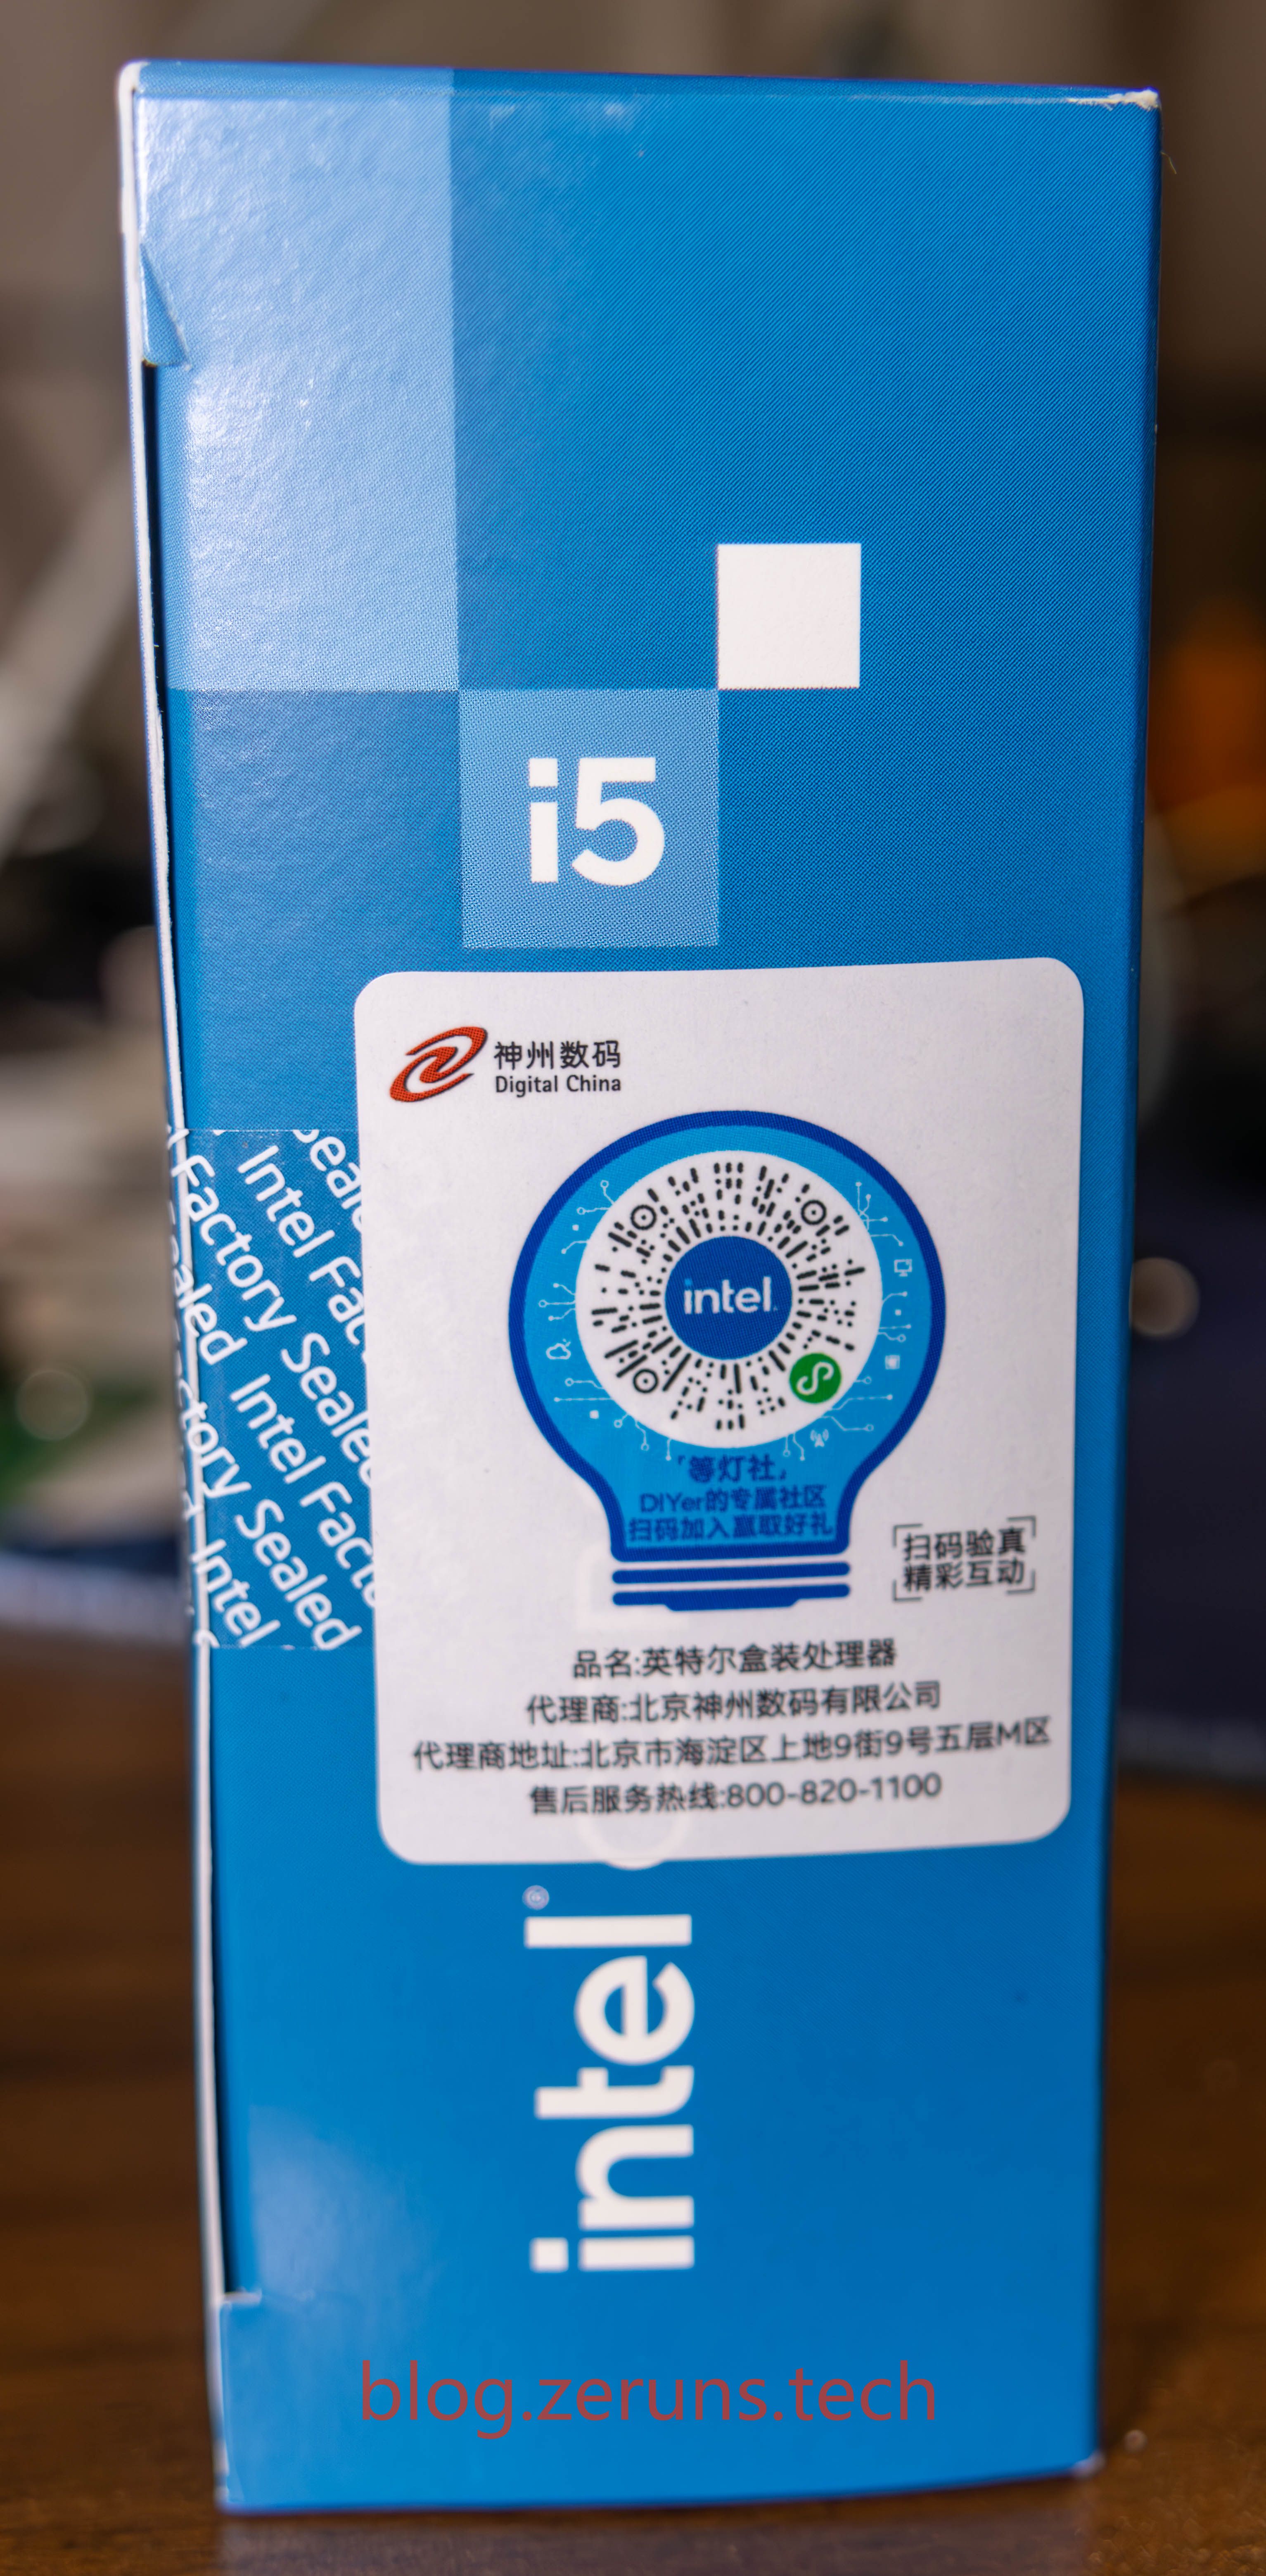 i5
神州数码
Digital China
intel.
「等灯社」
DIYer的专属社区
扫码加入赢取好礼
扫码验真
精彩互动
品名:英特尔盒装处理器
代理商:北京神州数码有限公司
代理商地址:北京市海淀区上地9街9号五层M区
售后服务热线:800-820-1100
Intel Factory Sealed
Intel Factory Sealed
Intel
intel
blog.zeruns.tech